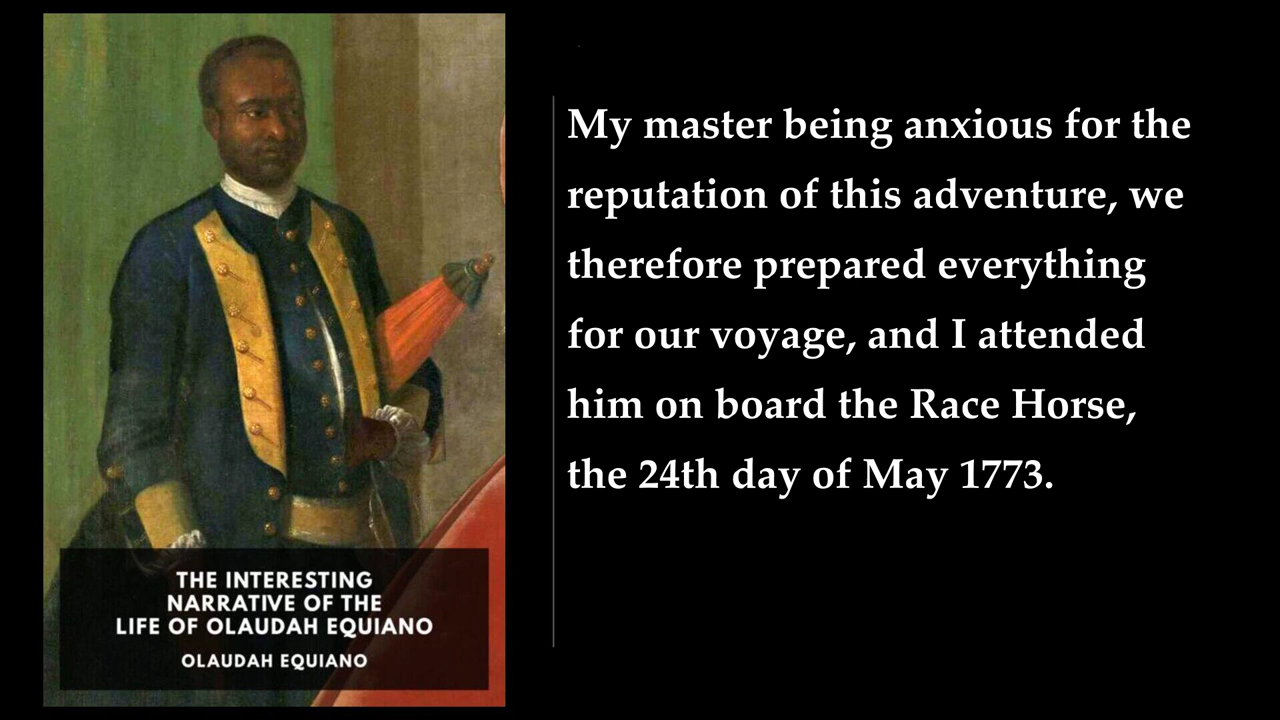 THE INTERESTING
NARRATIVE OF THE
LIFE OF OLAUDAH EQUIANO
OLAUDAH EQUIANO
My master being anxious for the
reputation of this adventure, we
therefore prepared everything
for our voyage, and I attended
him on board the Race Horse,
the 24th day of May 1773.